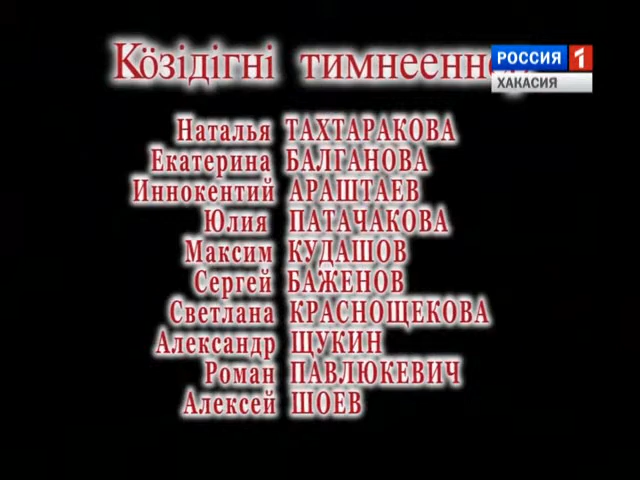 Кӧзідігні
РОССИЯ 1
ХАКАСИЯ
Наталья ТАХТАРАКОВА
Екатерина БАЛГАНОВА
Иннокентий АРАШТАЕВ
Юлия ПАТАЧАКОВА
Максим КУДАШОВ
Сергей БАЖЕНОВ
Светлана КРАСНОЩЕКОВА
Александр ЩУКИН
Роман ПАВЛЮКЕВИЧ
Алексей ШОЕВ